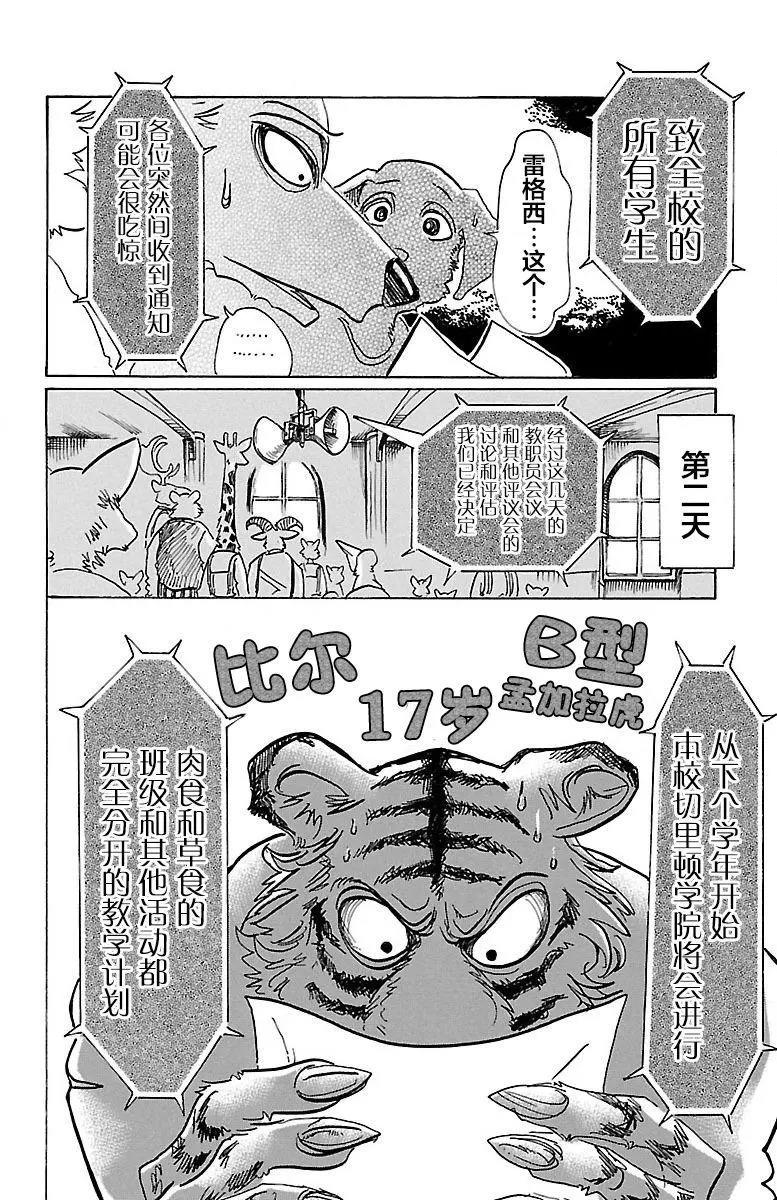 致全校的
所有学生
雷格西…这个…
各位突然间收到通知
可能会很吃惊
……
……
第二天
经过这几天的
教职员会议
和其他评议会的
讨论和评估
我们已经决定
B型
孟加拉虎
比尔
17岁
从下个学年开始
本校切里顿学院将会进行
肉食和草食的
班级和其他活动都
完全分开的教学计划